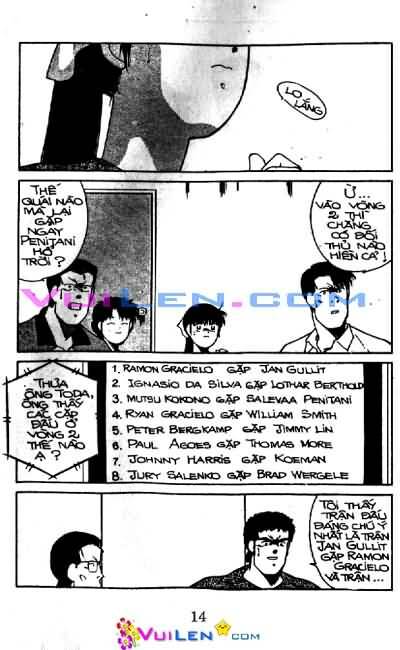 LO
LẮNG
THẾ
QUÁI NÀO
MÀ LẠI
GẶP
NGAY
PENITANI
HỞ
TRỜI ?
Ừ...
VÀO VÒNG
2 THÌ
CHẲNG
CÓ ĐỐI
THỦ NÀO
HIỀN CẢ !
VUILEN.COM
THƯA
ÔNG TODA,
ÔNG THẤY
CÁC CẶP
ĐẤU Ở
VÒNG 2
THẾ NÀO
Ạ ?
1. RAMON GRACIELO GẶP JAN GULLIT
2. IGNASIO DA SILVA GẶP LOTHAR BERTHOLD
3. MUTSU KOKONO GẶP SALEVAA PENITANI
4. RYAN GRACIELO GẶP WILLIAM SMITH
5. PETER BERGKAMP GẶP JIMMY LIN
6. PAUL AGOES GẶP THOMAS MORE
7. JOHNNY HARRIS GẶP KOEMAN
8. JURY SALENKO GẶP BRAD WERGELE
TÔI THẤY
TRẬN ĐẤU
ĐÁNG CHÚ Ý
NHẤT LÀ TRẬN
JAN GULLIT
GẶP RAMON
GRACIELO
VÀ TRẬN ...
14
VUILEN
.COM